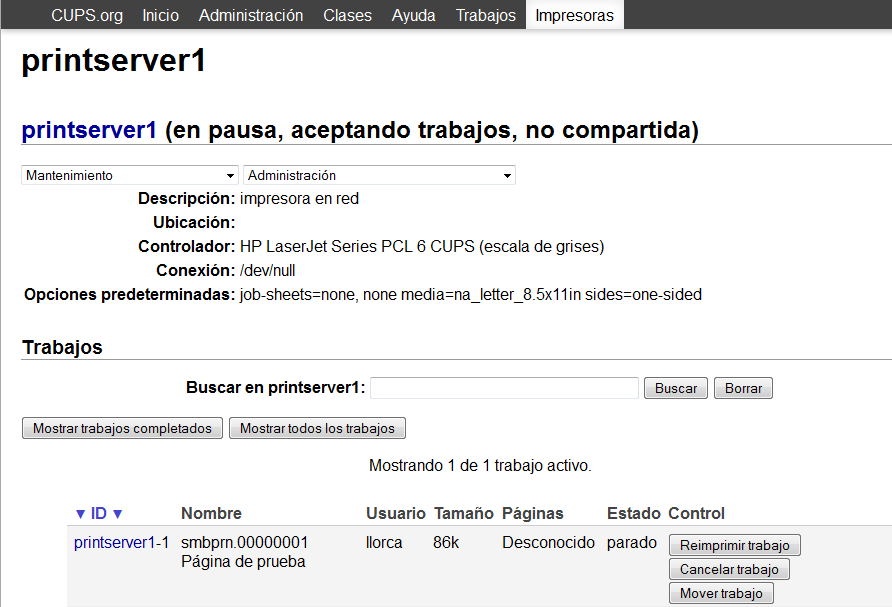 CUPS.org Inicio Administración Clases Ayuda Trabajos Impresoras
printserver1
printserver1 (en pausa, aceptando trabajos, no compartida)
Mantenimiento Administración
Descripción: impresora en red
Ubicación:
Controlador: HP LaserJet Series PCL 6 CUPS (escala de grises)
Conexión: /dev/null
Opciones predeterminadas: job-sheets=none, none media=na_letter_8.5x11in sides=one-sided
Trabajos
Buscar en printserver1: Buscar Borrar
Mostrar trabajos completados Mostrar todos los trabajos
Mostrando 1 de 1 trabajo activo.
▼ ID ▼ Nombre Usuario Tamaño Páginas Estado Control
printserver1-1 smbprn.00000001 llorca 86k Desconocido parado Reimprimir trabajo
Página de prueba
Cancelar trabajo
Mover trabajo